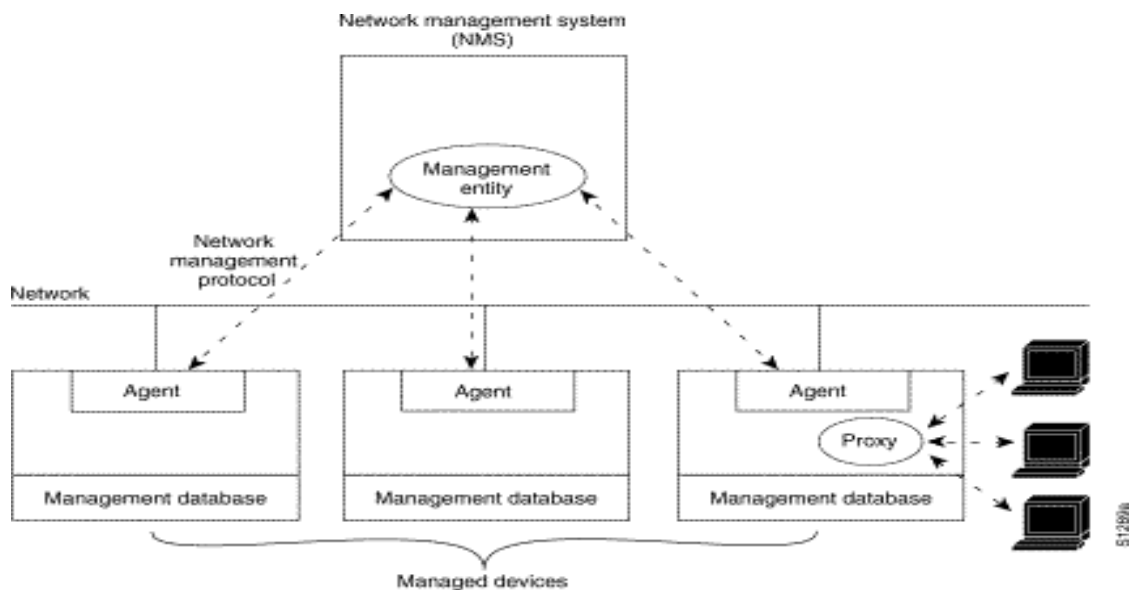 Network management system
(NMS)
Management
entity
Network
management
protocol
Network
Agent
Agent
Agent
Proxy
Management database
Management database
Management database
Managed devices
S1289a